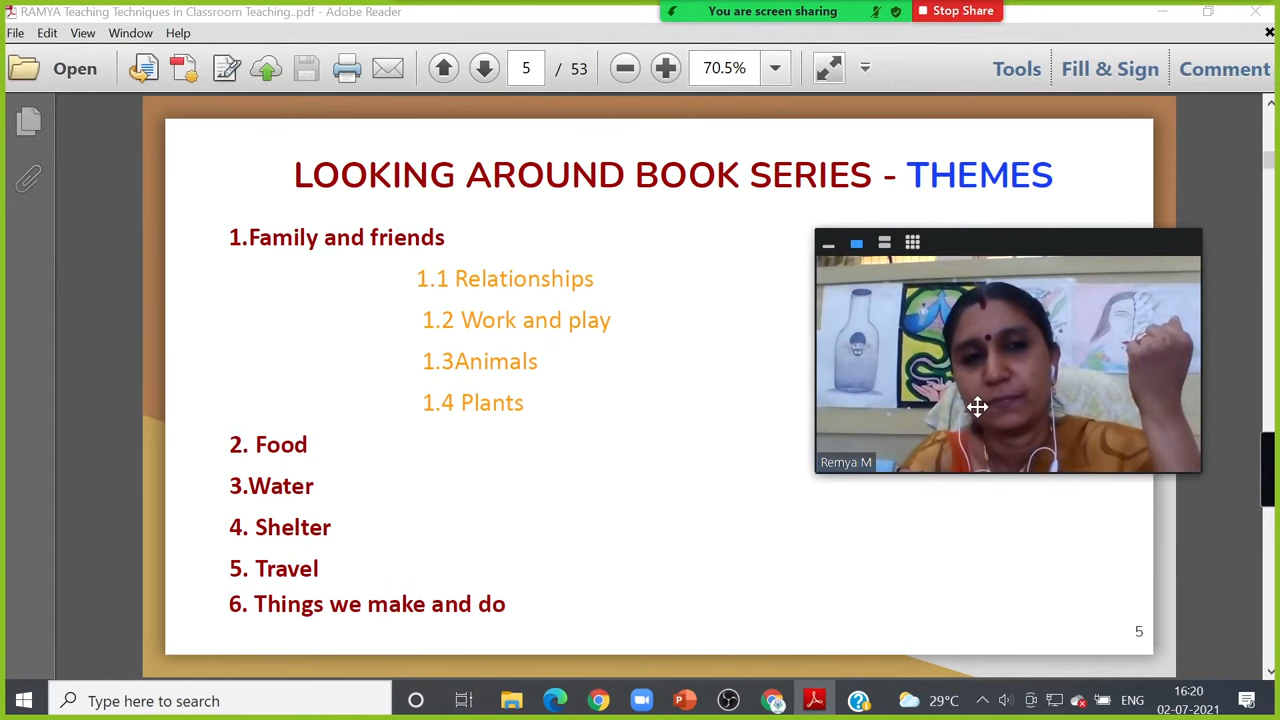 RAMYA Teaching Techniques in Classroom Teaching..pdf - Adobe Reader
You are screen sharing
Stop Share
File Edit View Window Help
Open
5 / 53
70.5%
Tools Fill & Sign Comment
LOOKING AROUND BOOK SERIES - THEMES
1.Family and friends
1.1 Relationships
1.2 Work and play
1.3Animals
1.4 Plants
2. Food
3.Water
4. Shelter
5. Travel
6. Things we make and do
5
Remya M
Type here to search
29°C
ENG
16:20
02-07-2021